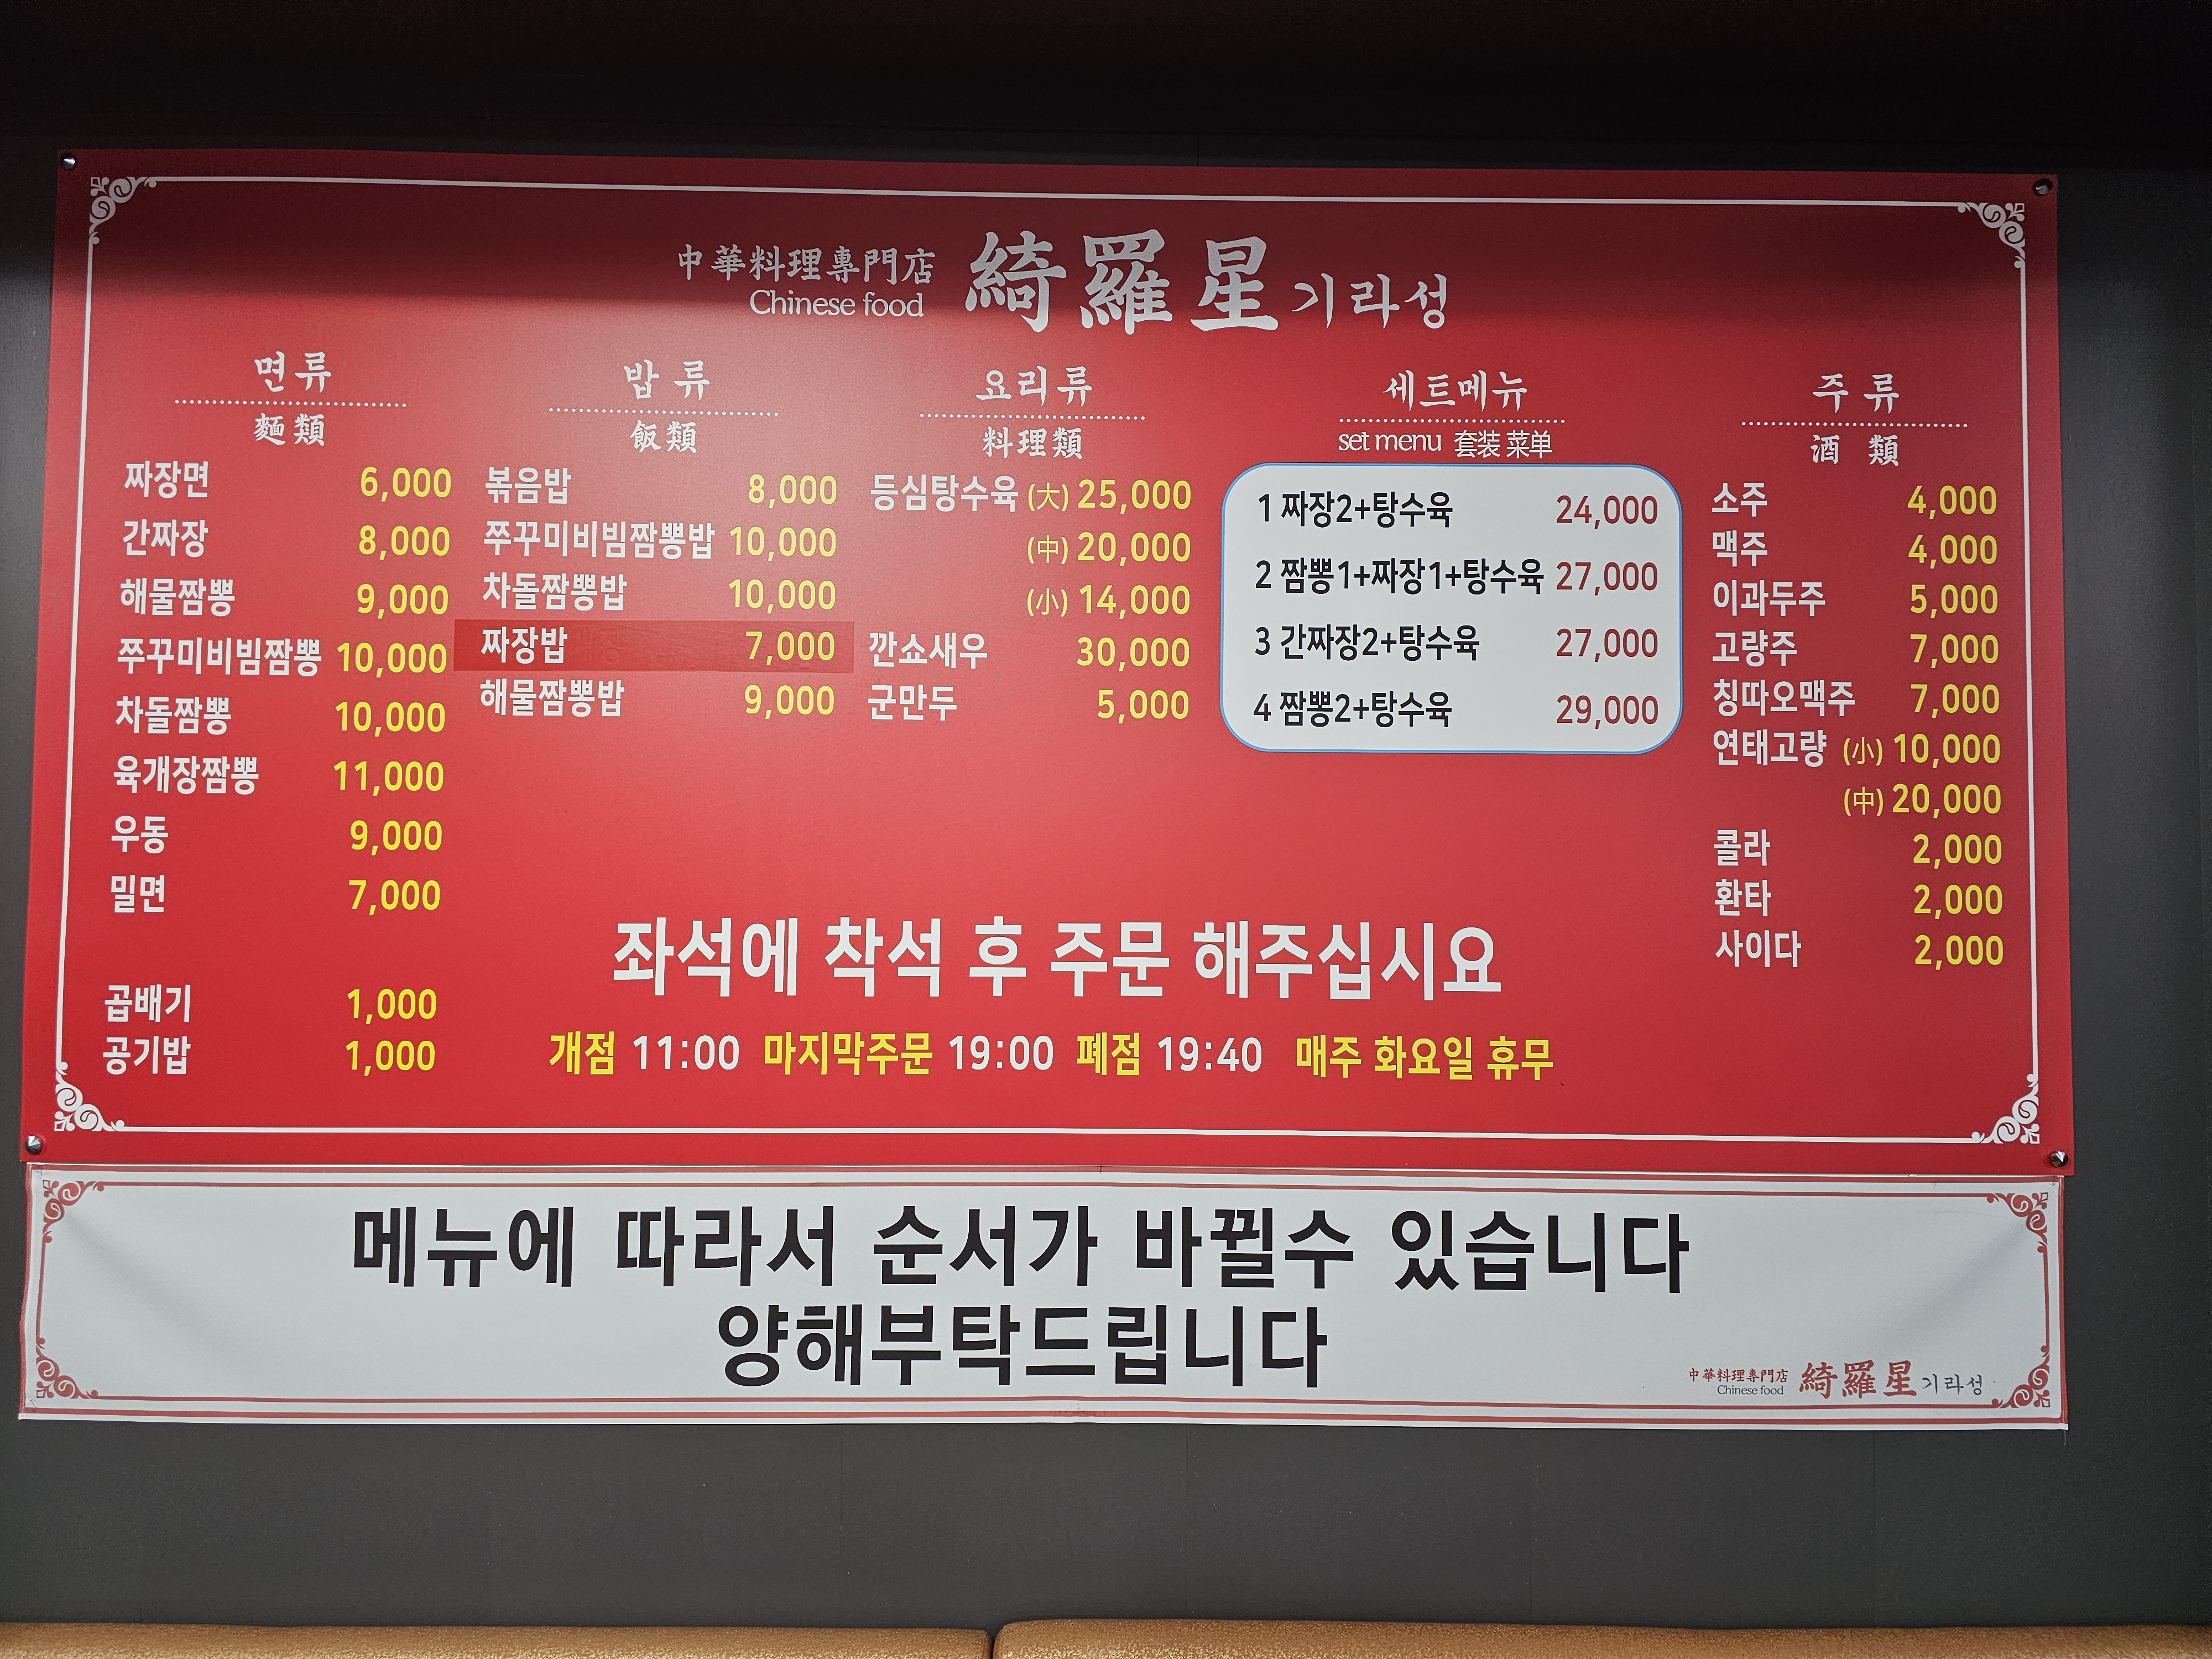 中華料理專門店 綺羅星 기라성
Chinese food
면류
麵類
짜장면 6,000
간짜장 8,000
해물짬뽕 9,000
쭈꾸미비빔짬뽕 10,000
차돌짬뽕 10,000
육개장짬뽕 11,000
우동 9,000
밀면 7,000
곱배기 1,000
공기밥 1,000
밥류
飯類
볶음밥 8,000
쭈꾸미비빔짬뽕밥 10,000
차돌짬뽕밥 10,000
짜장밥 7,000
해물짬뽕밥 9,000
요리류
料理類
등심탕수육 (大) 25,000
(中) 20,000
(小) 14,000
깐쇼새우 30,000
군만두 5,000
세트메뉴
set menu 套装 菜单
1 짜장2+탕수육 24,000
2 짬뽕1+짜장1+탕수육 27,000
3 간짜장2+탕수육 27,000
4 짬뽕2+탕수육 29,000
주류
酒類
소주 4,000
맥주 4,000
이과두주 5,000
고량주 7,000
칭따오맥주 7,000
연태고량 (小) 10,000
(中) 20,000
콜라 2,000
환타 2,000
사이다 2,000
좌석에 착석 후 주문 해주십시요
개점 11:00 마지막주문 19:00 폐점 19:40 매주 화요일 휴무
메뉴에 따라서 순서가 바뀔수 있습니다
양해부탁드립니다
中華料理專門店 綺羅星 기라성
Chinese food